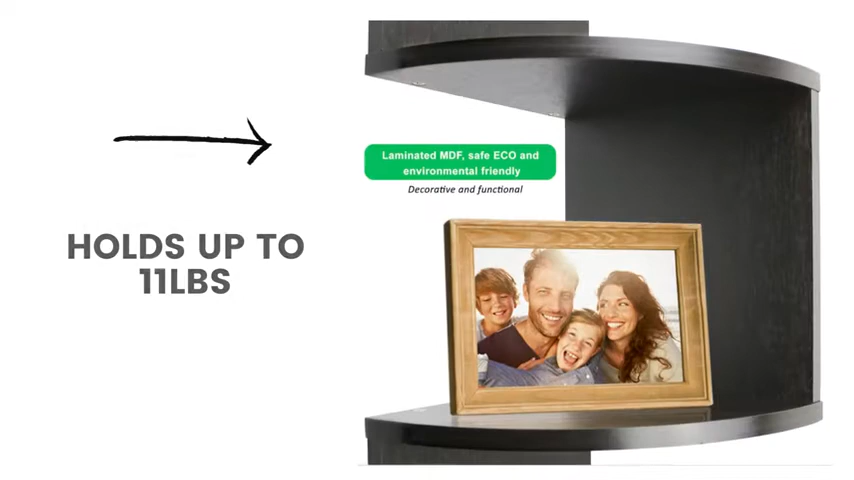 Laminated MDF, safe ECO and
environmental friendly
Decorative and functional
HOLDS UP TO
11LBS